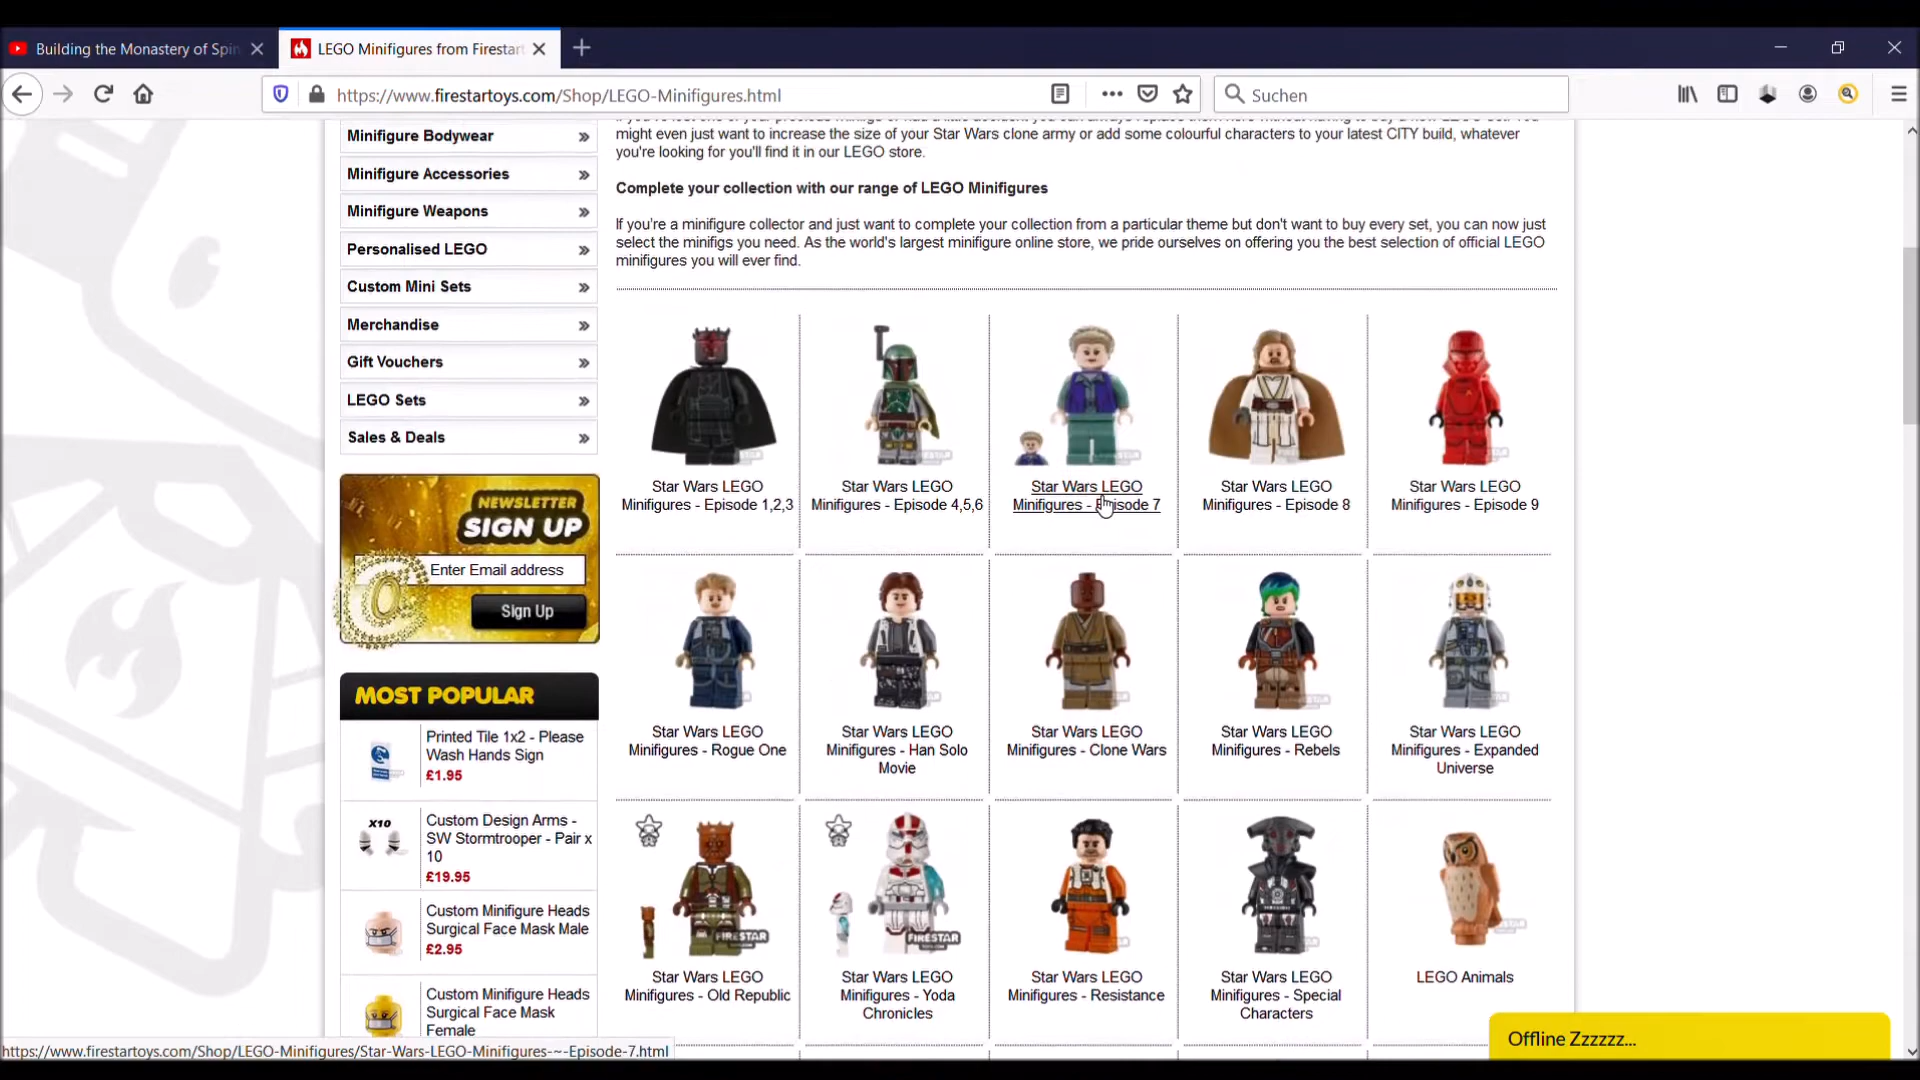 Building the Monastery of Spin
LEGO Minifigures from Firestart
https://www.firestartoys.com/Shop/LEGO-Minifigures.html
Suchen
Minifigure Bodywear
Minifigure Accessories
Minifigure Weapons
Personalised LEGO
Custom Mini Sets
Merchandise
Gift Vouchers
LEGO Sets
Sales & Deals
NEWSLETTER
SIGN UP
Enter Email address
Sign Up
MOST POPULAR
Printed Tile 1x2 - Please
Wash Hands Sign
£1.95
X10
Custom Design Arms -
SW Stormtrooper - Pair x
10
£19.95
Custom Minifigure Heads
Surgical Face Mask Male
£2.95
Custom Minifigure Heads
Surgical Face Mask
Female
might even just want to increase the size of your Star Wars clone army or add some colourful characters to your latest CITY build, whatever
you're looking for you'll find it in our LEGO store.
Complete your collection with our range of LEGO Minifigures
If you're a minifigure collector and just want to complete your collection from a particular theme but don't want to buy every set, you can now just
select the minifigs you need. As the world's largest minifigure online store, we pride ourselves on offering you the best selection of official LEGO
minifigures you will ever find.
Star Wars LEGO
Minifigures - Episode 1,2,3
Star Wars LEGO
Minifigures - Episode 4,5,6
Star Wars LEGO
Minifigures - Episode 7
Star Wars LEGO
Minifigures - Episode 8
Star Wars LEGO
Minifigures - Episode 9
Star Wars LEGO
Minifigures - Rogue One
Star Wars LEGO
Minifigures - Han Solo
Movie
Star Wars LEGO
Minifigures - Clone Wars
Star Wars LEGO
Minifigures - Rebels
Star Wars LEGO
Minifigures - Expanded
Universe
FIRESTAR
Star Wars LEGO
Minifigures - Old Republic
FIRESTAR
Star Wars LEGO
Minifigures - Yoda
Chronicles
Star Wars LEGO
Minifigures - Resistance
Star Wars LEGO
Minifigures - Special
Characters
LEGO Animals
Offline Zzzzzz...
https://www.firestartoys.com/Shop/LEGO-Minifigures/Star-Wars-LEGO-Minifigures-~-Episode-7.html